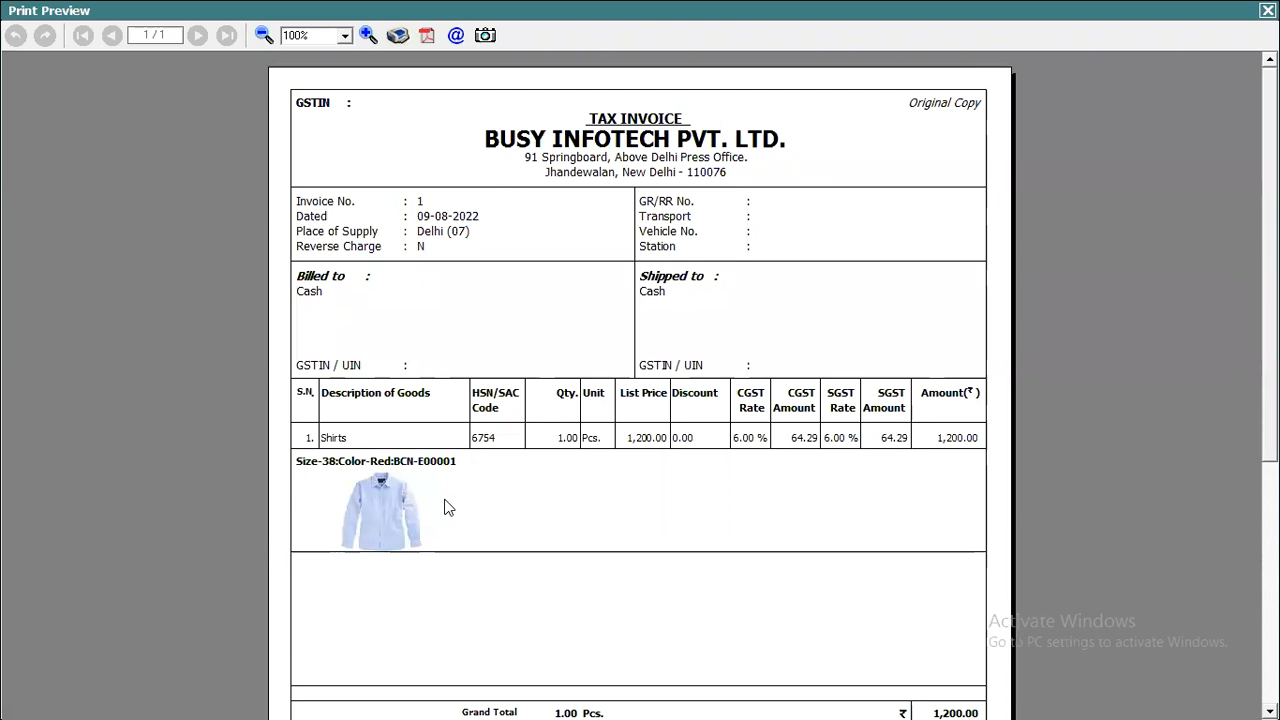 Print Preview
1 / 1
100%
GSTIN :
Original Copy
TAX INVOICE
BUSY INFOTECH PVT. LTD.
91 Springboard, Above Delhi Press Office.
Jhandewalan, New Delhi - 110076
Invoice No. : 1
Dated : 09-08-2022
Place of Supply : Delhi (07)
Reverse Charge : N
GR/RR No. :
Transport :
Vehicle No. :
Station :
Billed to :
Cash
GSTIN / UIN :
Shipped to :
Cash
GSTIN / UIN :
S.N. Description of Goods HSN/SAC Code Qty. Unit List Price Discount CGST Rate CGST Amount SGST Rate SGST Amount Amount(₹ )
1. Shirts 6754 1.00 Pcs. 1,200.00 0.00 6.00 % 64.29 6.00 % 64.29 1,200.00
Size-38:Color-Red:BCN-E00001
Grand Total 1.00 Pcs. ₹ 1,200.00
Activate Windows
Go to PC settings to activate Windows.